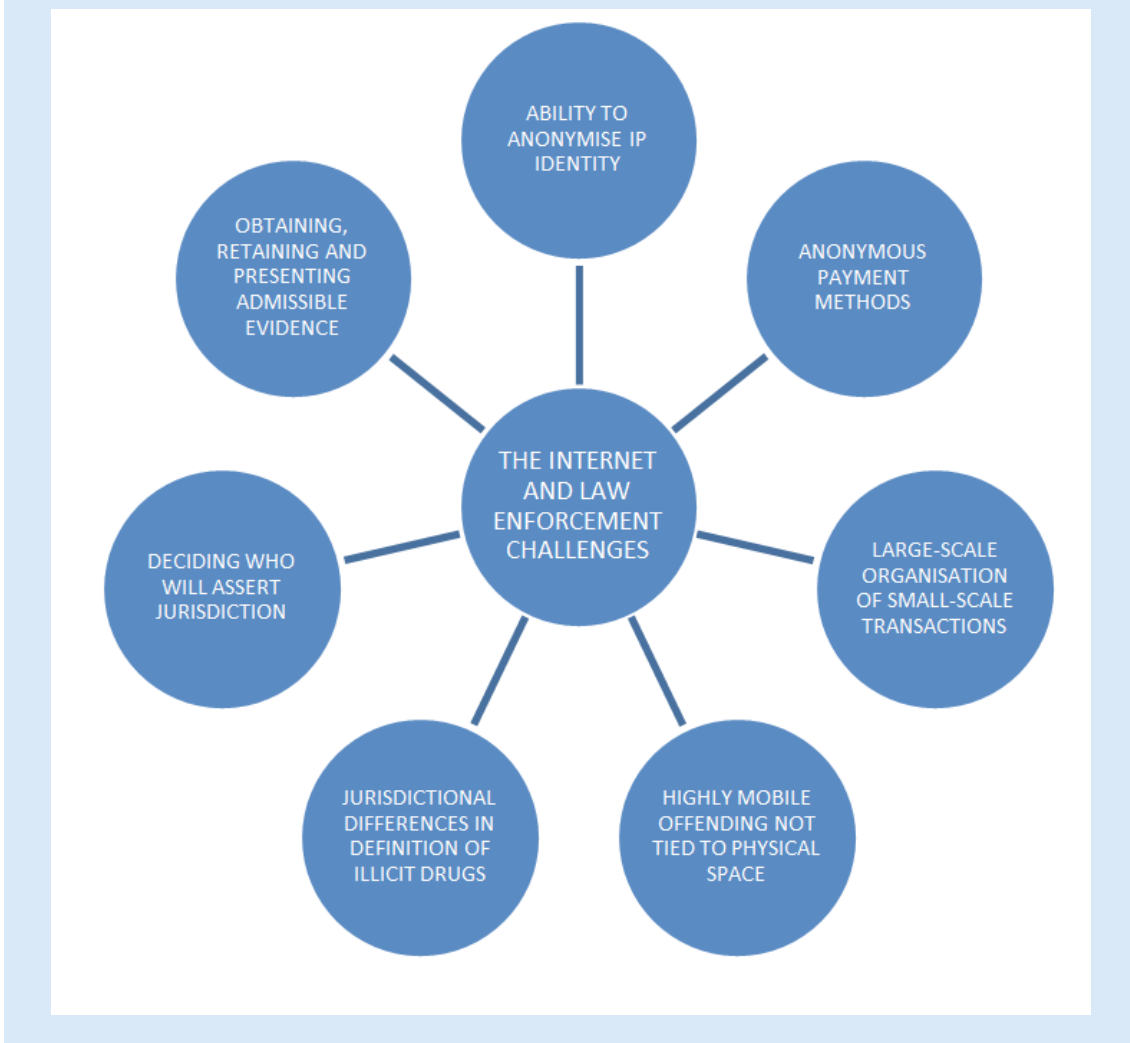 ABILITY TO
ANONYMISE IP
IDENTITY
OBTAINING,
RETAINING AND
PRESENTING
ADMISSIBLE
EVIDENCE
ANONYMOUS
PAYMENT
METHODS
THE INTERNET
AND LAW
ENFORCEMENT
CHALLENGES
DECIDING WHO
WILL ASSERT
JURISDICTION
LARGE-SCALE
ORGANISATION
OF SMALL-SCALE
TRANSACTIONS
JURISDICTIONAL
DIFFERENCES IN
DEFINITION OF
ILLICIT DRUGS
HIGHLY MOBILE
OFFENDING NOT
TIED TO PHYSICAL
SPACE